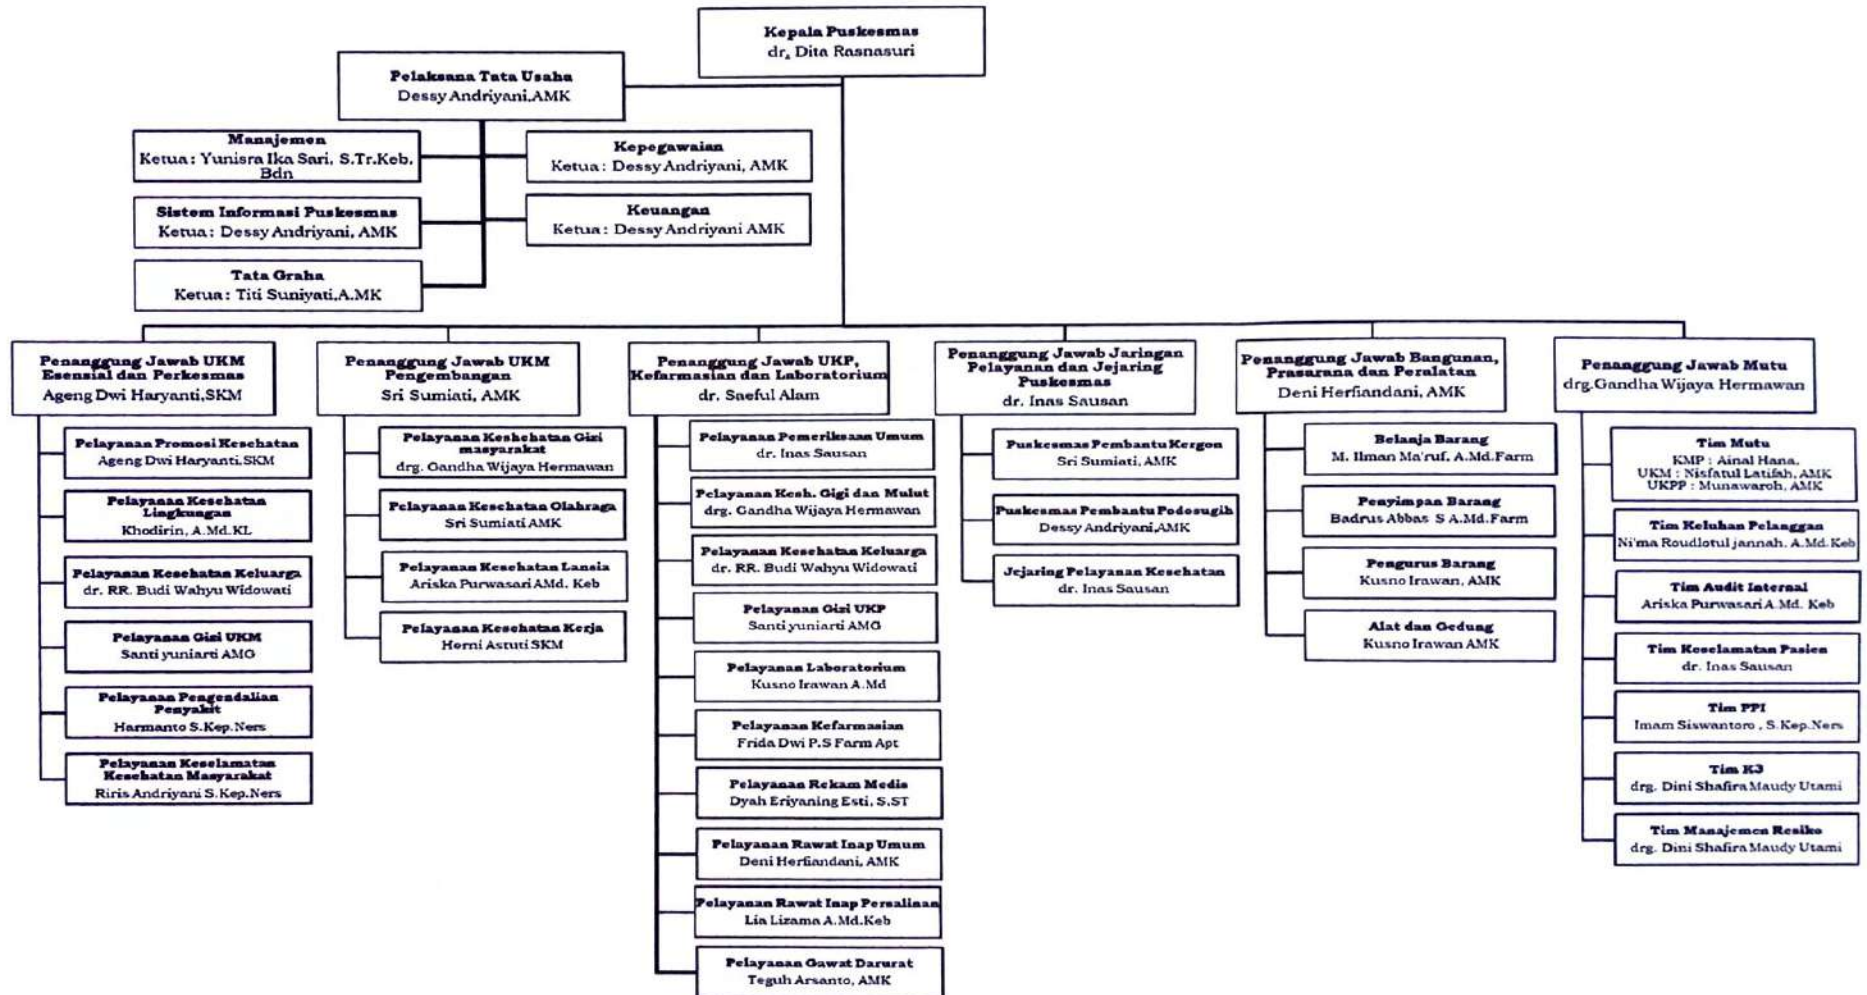 Kepala Puskesmas
dr. Dita Rasnasuri
Pelaksana Tata Usaha
Dessy Andriyani.AMK
Manajemen
Ketua : Yunisra Ika Sari, S.Tr.Keb.
Bdn
Kepegawaian
Ketua : Dessy Andriyani, AMK
Sistem Informasi Puskesmas
Ketua : Dessy Andriyani, AMK
Keuangan
Ketua : Dessy Andriyani AMK
Tata Graha
Ketua : Titi Suniyati,A.MK
Penanggung Jawab UKM
Esensial dan Perkesmas
Ageng Dwi Haryanti,SKM
Pelayanan Promosi Kesehatan
Ageng Dwi Haryanti,SKM
Pelayanan Kesehatan
Lingkungan
Khodirin, A.Md.KL
Pelayanan Kesehatan Keluarga
dr. RR. Budi Wahyu Widowati
Pelayanan Gizi UKM
Santi yuniarti AMG
Pelayanan Pengendalian
Penyakit
Harmanto S.Kep.Ners
Pelayanan Keselamatan
Kesehatan Masyarakat
Riris Andriyani S.Kep.Ners
Penanggung Jawab UKM
Pengembangan
Sri Sumiati, AMK
Pelayanan Keshehatan Gizi
masyarakat
drg. Gandha Wijaya Hermawan
Pelayanan Kesehatan Olahraga
Sri Sumiati AMK
Pelayanan Kesehatan Lansia
Ariska Purwasari AMd. Keb
Pelayanan Kesehatan Kerja
Herni Astuti SKM
Penanggung Jawab UKP,
Kefarmasian dan Laboratorium
dr. Saeful Alam
Pelayanan Pemeriksaan Umum
dr. Inas Sausan
Pelayanan Kesh. Gigi dan Mulut
drg. Gandha Wijaya Hermawan
Pelayanan Kesehatan Keluarga
dr. RR. Budi Wahyu Widowati
Pelayanan Gizi UKP
Santi yuniarti AMG
Pelayanan Laboratorium
Kusno Irawan A.Md
Pelayanan Kefarmasian
Frida Dwi P.S Farm Apt
Pelayanan Rekam Medis
Dyah Eriyaning Esti, S.ST
Pelayanan Rawat Inap Umum
Deni Herfiandani, AMK
Pelayanan Rawat Inap Persalinan
Lia Lizama A.Md.Keb
Pelayanan Gawat Darurat
Teguh Arsanto, AMK
Penanggung Jawab Jaringan
Pelayanan dan Jejaring
Puskesmas
dr. Inas Sausan
Puskesmas Pembantu Kergon
Sri Sumiati, AMK
Puskesmas Pembantu Podosugih
Dessy Andriyani,AMK
Jejaring Pelayanan Kesehatan
dr. Inas Sausan
Penanggung Jawab Bangunan,
Prasarana dan Peralatan
Deni Herfiandani, AMK
Belanja Barang
M. Ilman Ma'ruf, A.Md.Farm
Penyimpan Barang
Badrus Abbas S A.Md.Farm
Pengurus Barang
Kusno Irawan, AMK
Alat dan Gedung
Kusno Irawan AMK
Penanggung Jawab Mutu
drg.Gandha Wijaya Hermawan
Tim Mutu
KMP : Ainal Hana,
UKM : Nisfatul Latifah, AMK
UKPP : Munawaroh, AMK
Tim Keluhan Pelanggan
Ni'ma Roudlotul jannah. A.Md.Keb
Tim Audit Internal
Ariska Purwasari A.Md. Keb
Tim Keselamatan Pasien
dr. Inas Sausan
Tim PPI
Imam Siswantoro , S.Kep.Ners
Tim K3
drg. Dini Shafira Maudy Utami
Tim Manajemen Resiko
drg. Dini Shafira Maudy Utami